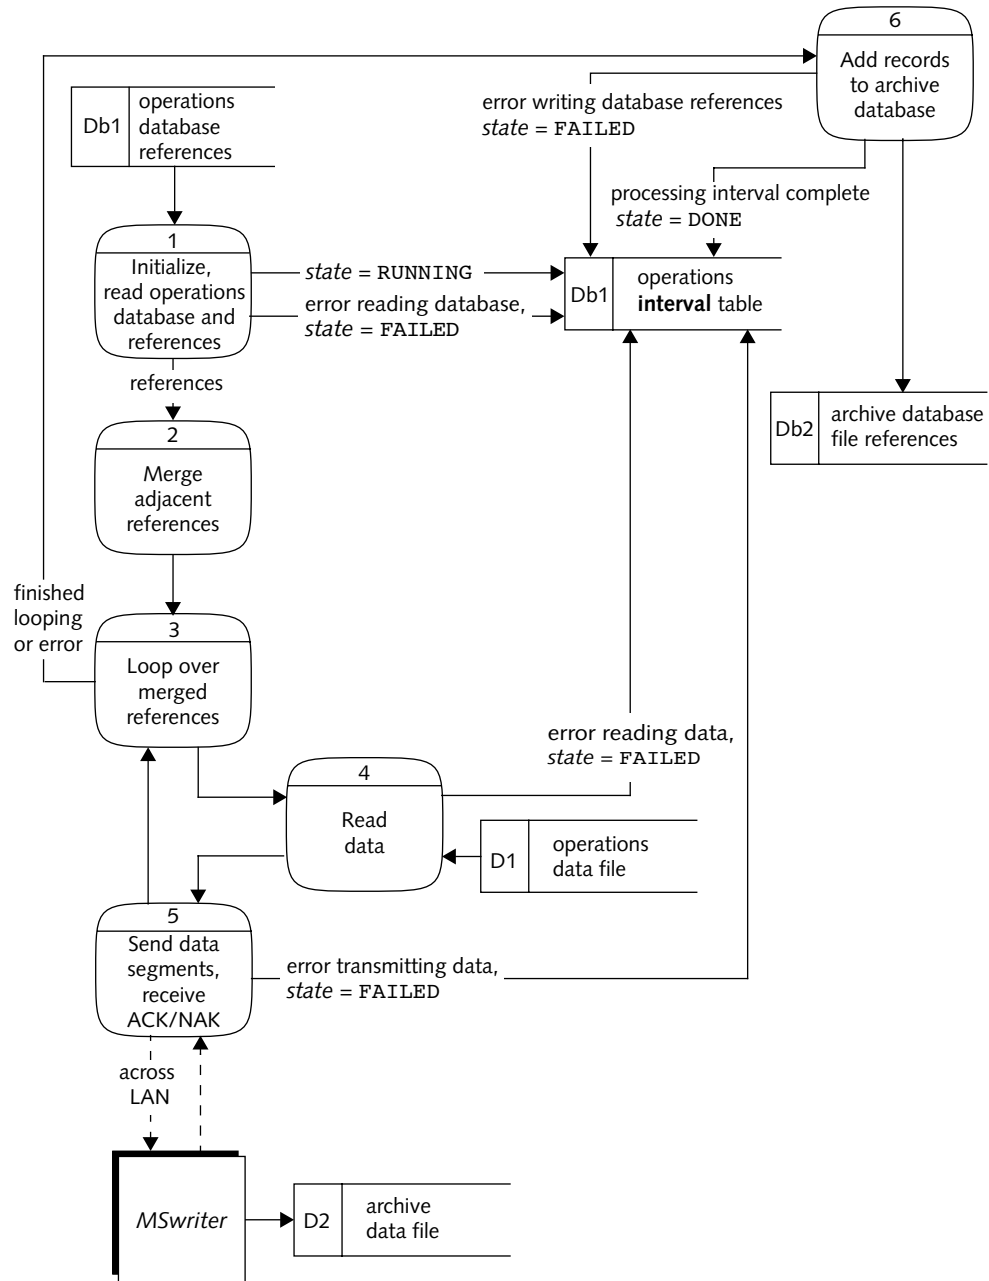 6
Add records
to archive
database
error writing database references
state = FAILED
Db1
operations
database
references
processing interval complete
state = DONE
1
Initialize,
read operations
database and
references
state = RUNNING
error reading database,
state = FAILED
Db1
operations
interval table
references
2
Merge
adjacent
references
Db2
archive database
file references
finished
looping
or error
3
Loop over
merged
references
error reading data,
state = FAILED
4
Read
data
D1
operations
data file
5
Send data
segments,
receive
ACK/NAK
error transmitting data,
state = FAILED
across
LAN
MSwriter
D2
archive
data file